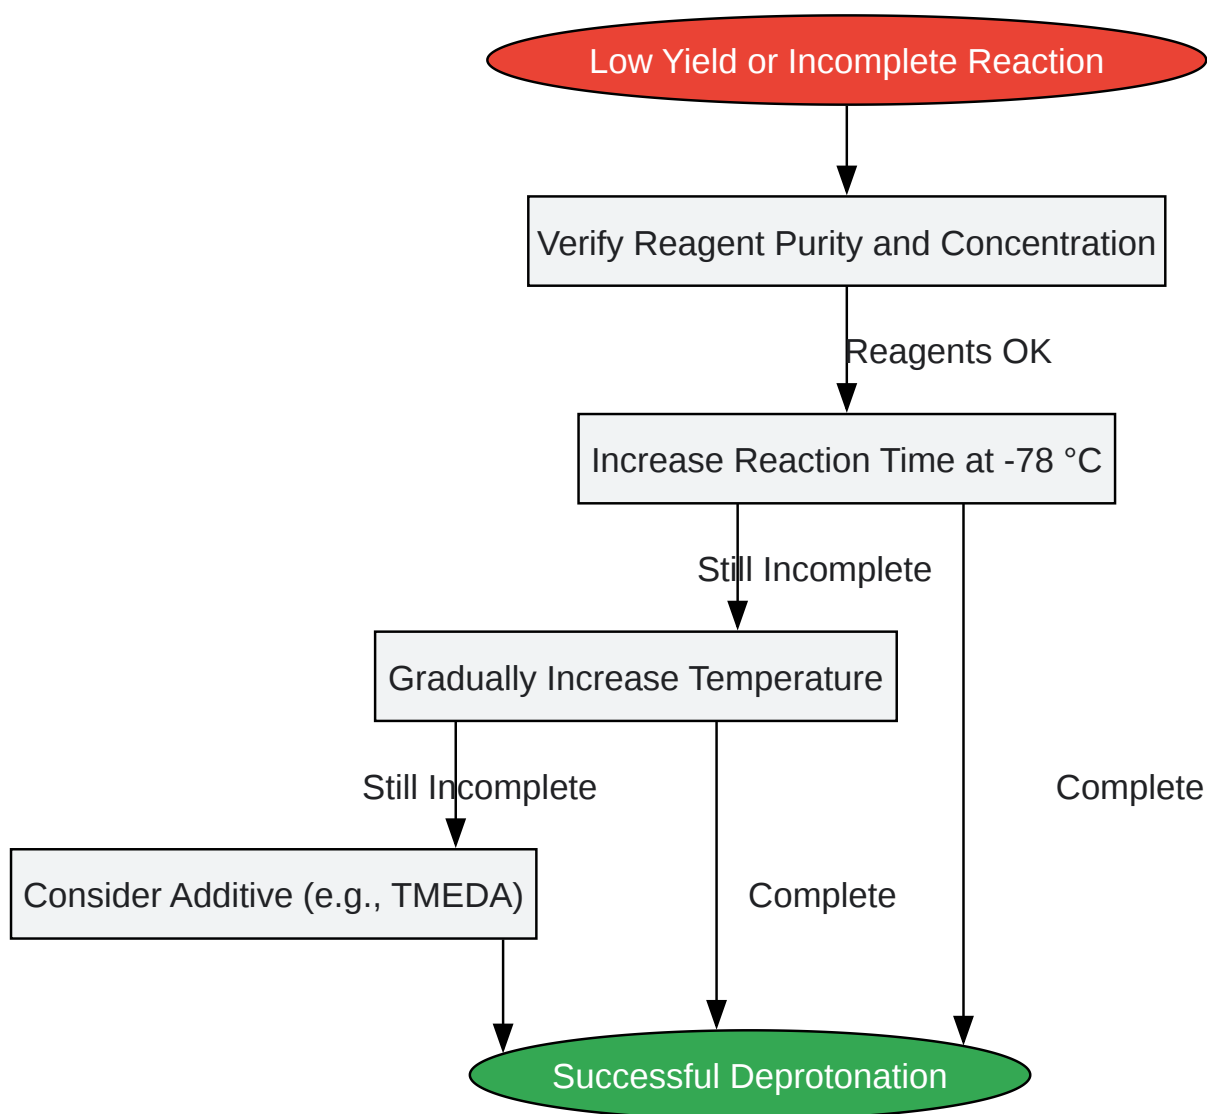 Low Yield or Incomplete Reaction
Verify Reagent Purity and Concentration
Reagents OK
Increase Reaction Time at -78 °C
Still Incomplete
Gradually Increase Temperature
Still Incomplete
Complete
Consider Additive (e.g., TMEDA)
Complete
Successful Deprotonation